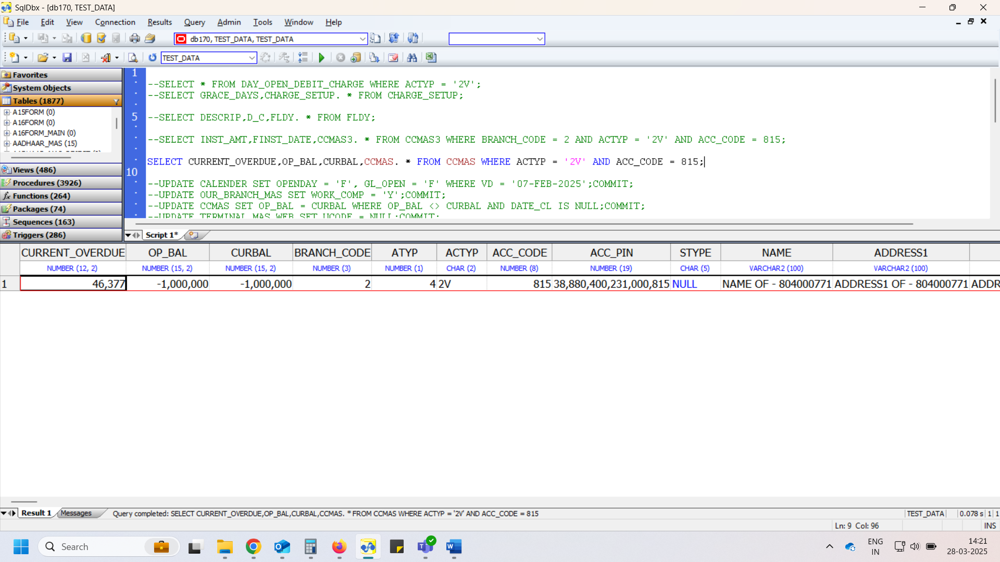 SqlDbx - [db170, TEST_DATA]
File Edit View Connection Results Query Admin Tools Window Help
db170, TEST_DATA, TEST_DATA
TEST_DATA
Favorites
System Objects
Tables (1877)
A15FORM (0)
A16FORM (0)
A16FORM_MAIN (0)
AADHAAR_MAS (15)
Views (486)
Procedures (3926)
Functions (264)
Packages (74)
Sequences (163)
Triggers (286)
1
--SELECT * FROM DAY_OPEN_DEBIT_CHARGE WHERE ACTYP = '2V';
--SELECT GRACE_DAYS,CHARGE_SETUP. * FROM CHARGE_SETUP;
5 --SELECT DESCRIP,D_C,FLDY. * FROM FLDY;
--SELECT INST_AMT,FINST_DATE,CCMAS3. * FROM CCMAS3 WHERE BRANCH_CODE = 2 AND ACTYP = '2V' AND ACC_CODE = 815;
SELECT CURRENT_OVERDUE,OP_BAL,CURBAL,CCMAS. * FROM CCMAS WHERE ACTYP = '2V' AND ACC_CODE = 815;
10
--UPDATE CALENDER SET OPENDAY = 'F', GL_OPEN = 'F' WHERE VD = '07-FEB-2025';COMMIT;
--UPDATE OUR_BRANCH_MAS SET WORK_COMP = 'Y';COMMIT;
--UPDATE CCMAS SET OP_BAL = CURBAL WHERE OP_BAL <> CURBAL AND DATE_CL IS NULL;COMMIT;
--UPDATE TERMINAL_MAS_WEB SET UCODE = NULL;COMMIT;
Script 1*
CURRENT_OVERDUE OP_BAL CURBAL BRANCH_CODE ATYP ACTYP ACC_CODE ACC_PIN STYPE NAME ADDRESS1
NUMBER (12, 2) NUMBER (15, 2) NUMBER (15, 2) NUMBER (3) NUMBER (1) CHAR (2) NUMBER (8) NUMBER (19) CHAR (5) VARCHAR2 (100) VARCHAR2 (100)
1 46,377 -1,000,000 -1,000,000 2 4 2V 815 38,880,400,231,000,815 NULL NAME OF - 804000771 ADDRESS1 OF - 804000771 ADDR
Result 1 Messages Query completed: SELECT CURRENT_OVERDUE,OP_BAL,CURBAL,CCMAS. * FROM CCMAS WHERE ACTYP = '2V' AND ACC_CODE = 815 TEST_DATA 0.078 s 1 1
Ln: 9 Col: 96 INS
Search
ENG
IN
14:21
28-03-2025